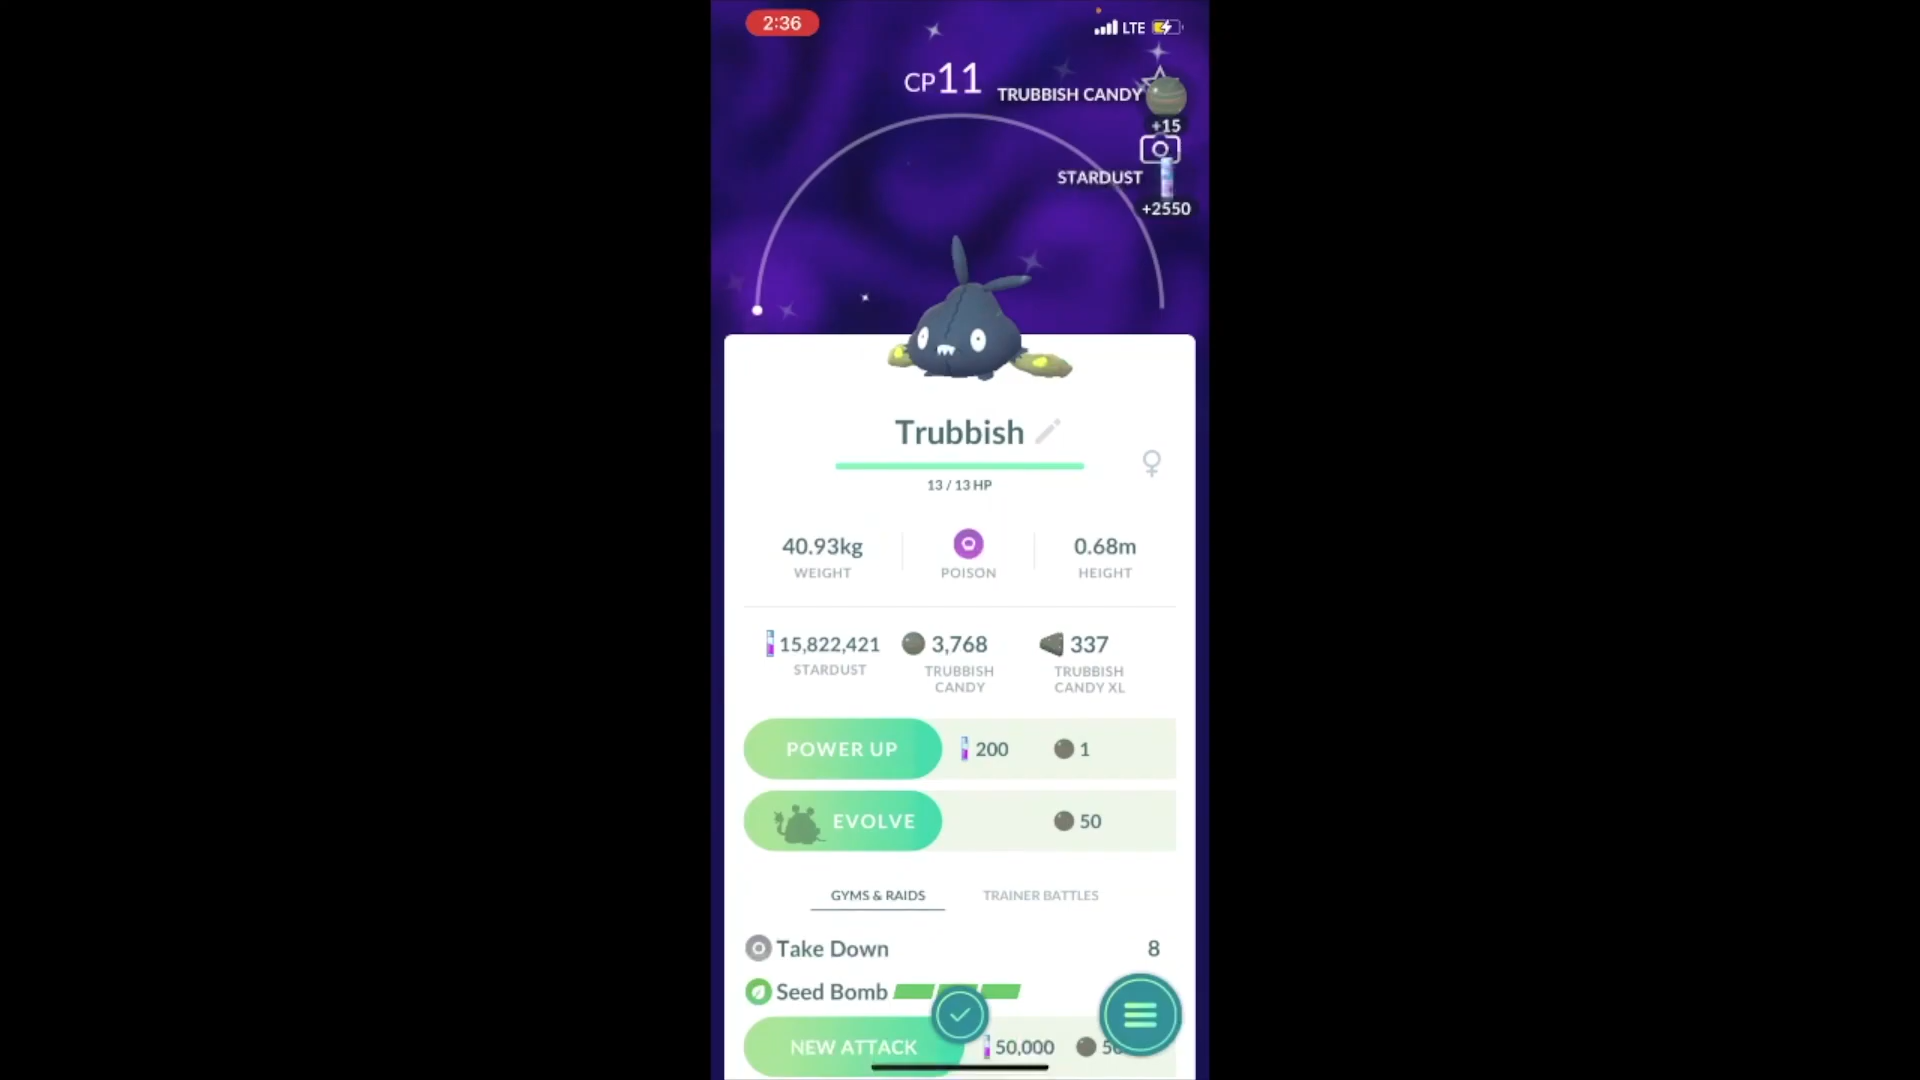 2:36
LTE
CP11
TRUBBISH CANDY
+15
STARDUST
+2550
Trubbish
13 / 13 HP
40.93kg
WEIGHT
POISON
0.68m
HEIGHT
15,822,421
STARDUST
3,768
TRUBBISH
CANDY
337
TRUBBISH
CANDY XL
POWER UP 200 1
EVOLVE 50
GYMS & RAIDS TRAINER BATTLES
Take Down 8
Seed Bomb
NEW ATTACK 50,000